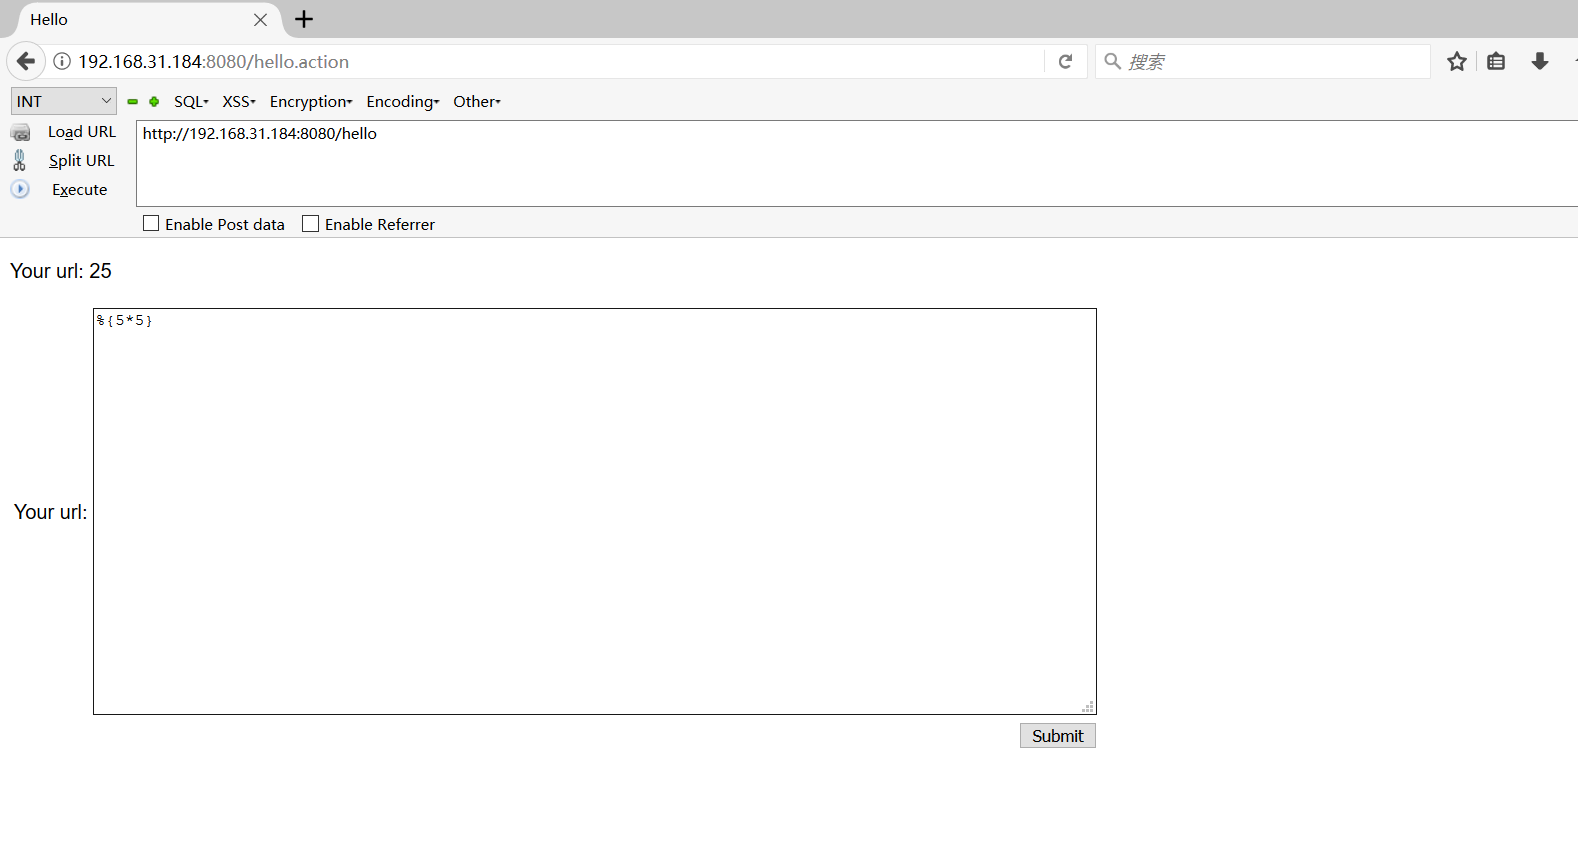 Hello
192.168.31.184:8080/hello.action
搜索
INT SQL XSS Encryption Encoding Other
Load URL
http://192.168.31.184:8080/hello
Split URL
Execute
Enable Post data Enable Referrer
Your url: 25
%{5*5}
Your url:
Submit